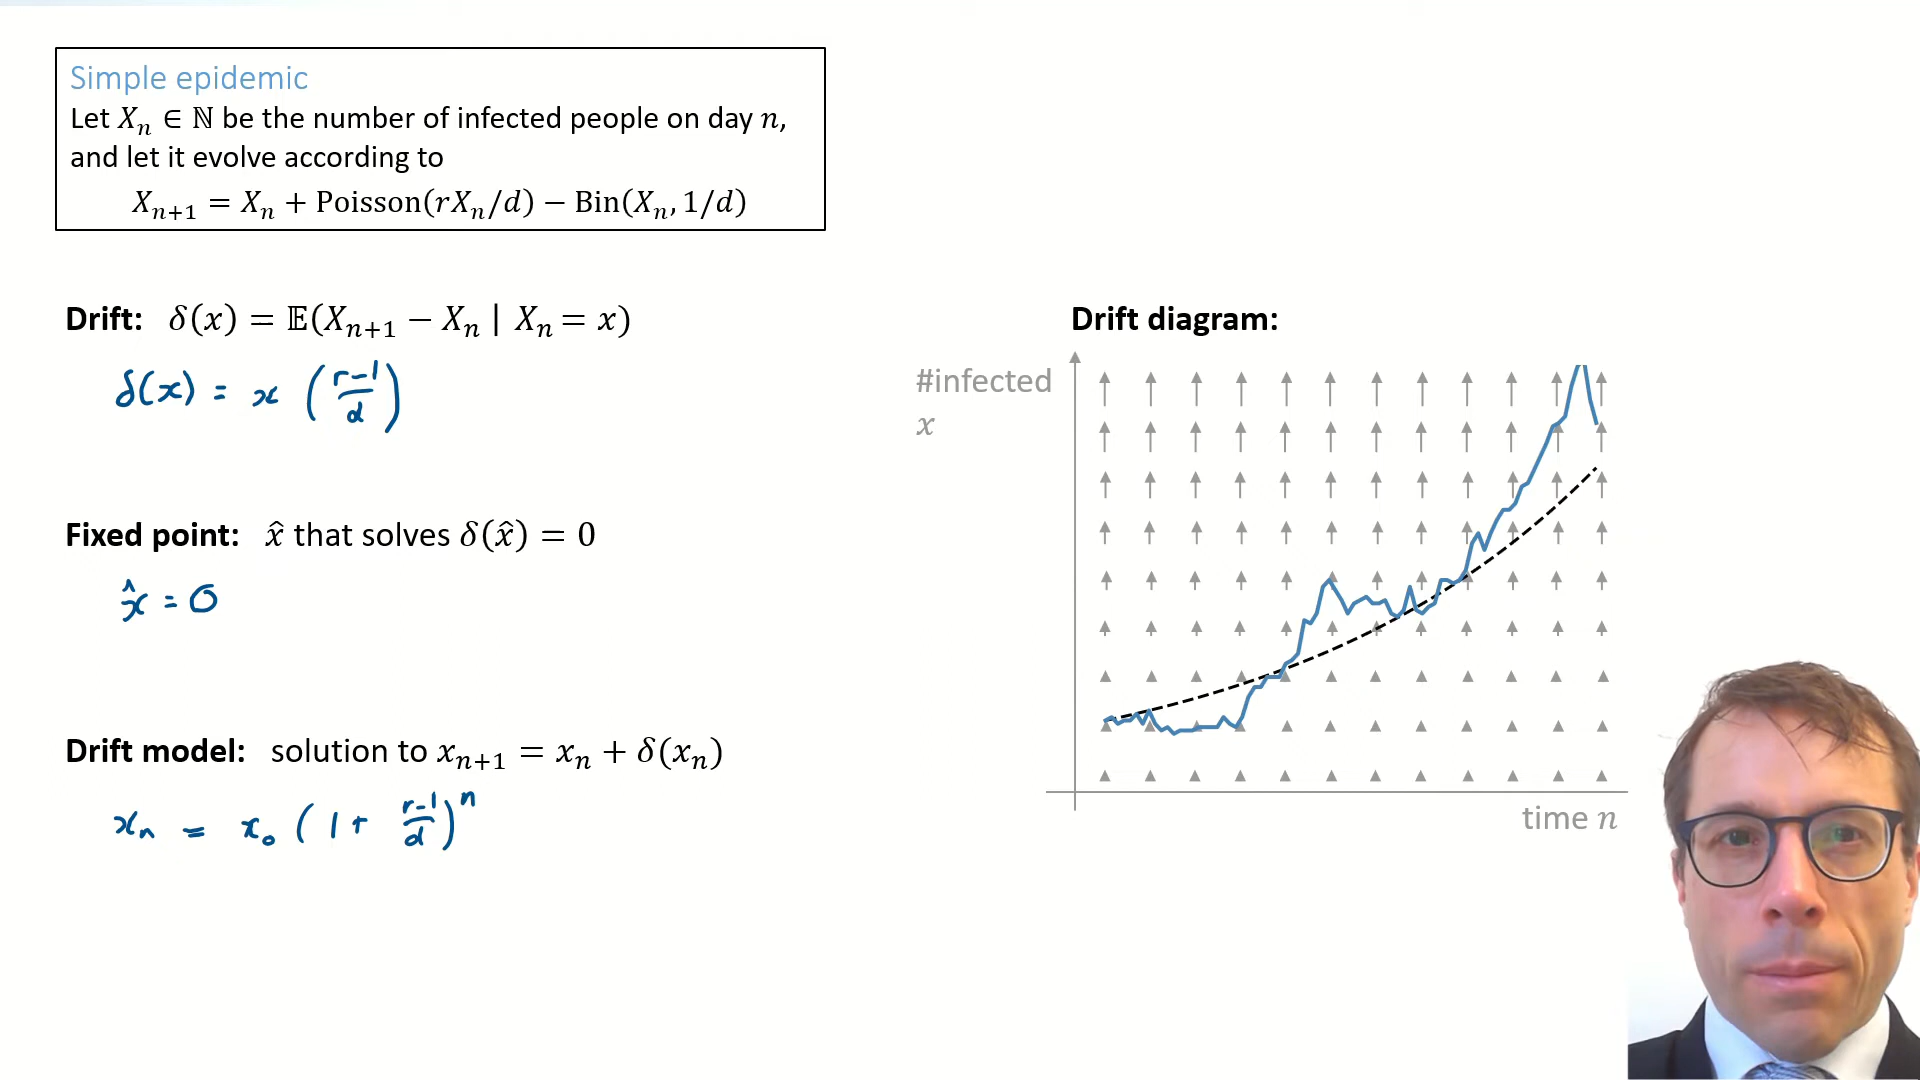 Simple epidemic
Let Xₙ ∈ ℕ be the number of infected people on day n,
and let it evolve according to
Xₙ₊₁ = Xₙ + Poisson(rXₙ/d) − Bin(Xₙ, 1/d)
Drift: δ(x) = 𝔼(Xₙ₊₁ − Xₙ | Xₙ = x)
δ(x) = x (r-1/d)
Fixed point: x̂ that solves δ(x̂) = 0
x̂ = 0
Drift model: solution to xₙ₊₁ = xₙ + δ(xₙ)
xₙ = x₀ (1 + r-1/d)ⁿ
Drift diagram:
#infected
x
time n